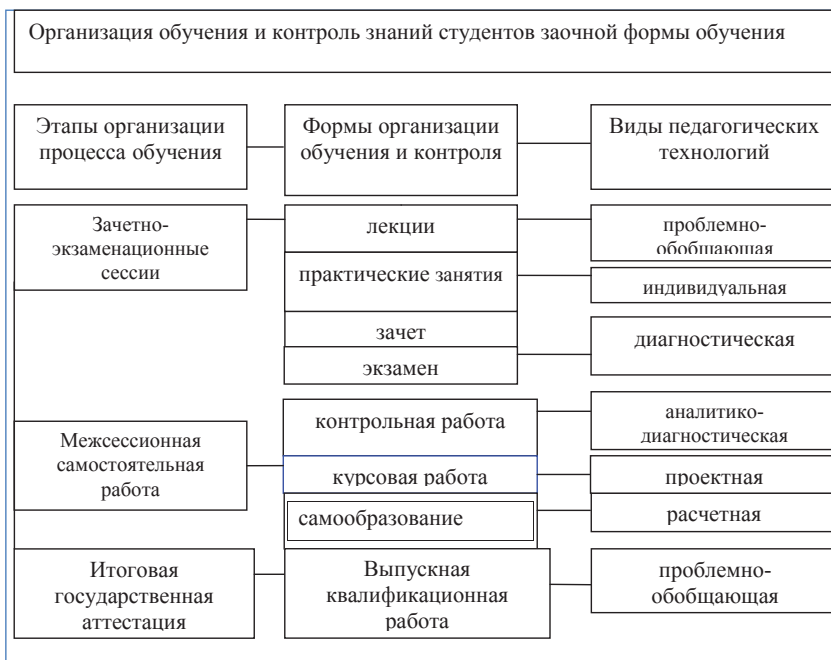 Организация обучения и контроль знаний студентов заочной формы обучения
Этапы организации
процесса обучения
Формы организации
обучения и контроля
Виды педагогических
технологий
Зачетно-
экзаменационные
сессии
лекции
проблемно-
обобщающая
практические занятия
индивидуальная
зачет
экзамен
диагностическая
Межсессионная
самостоятельная
работа
контрольная работа
аналитико-
диагностическая
курсовая работа
проектная
самообразование
расчетная
Итоговая
государственная
аттестация
Выпускная
квалификационная
работа
проблемно-
обобщающая